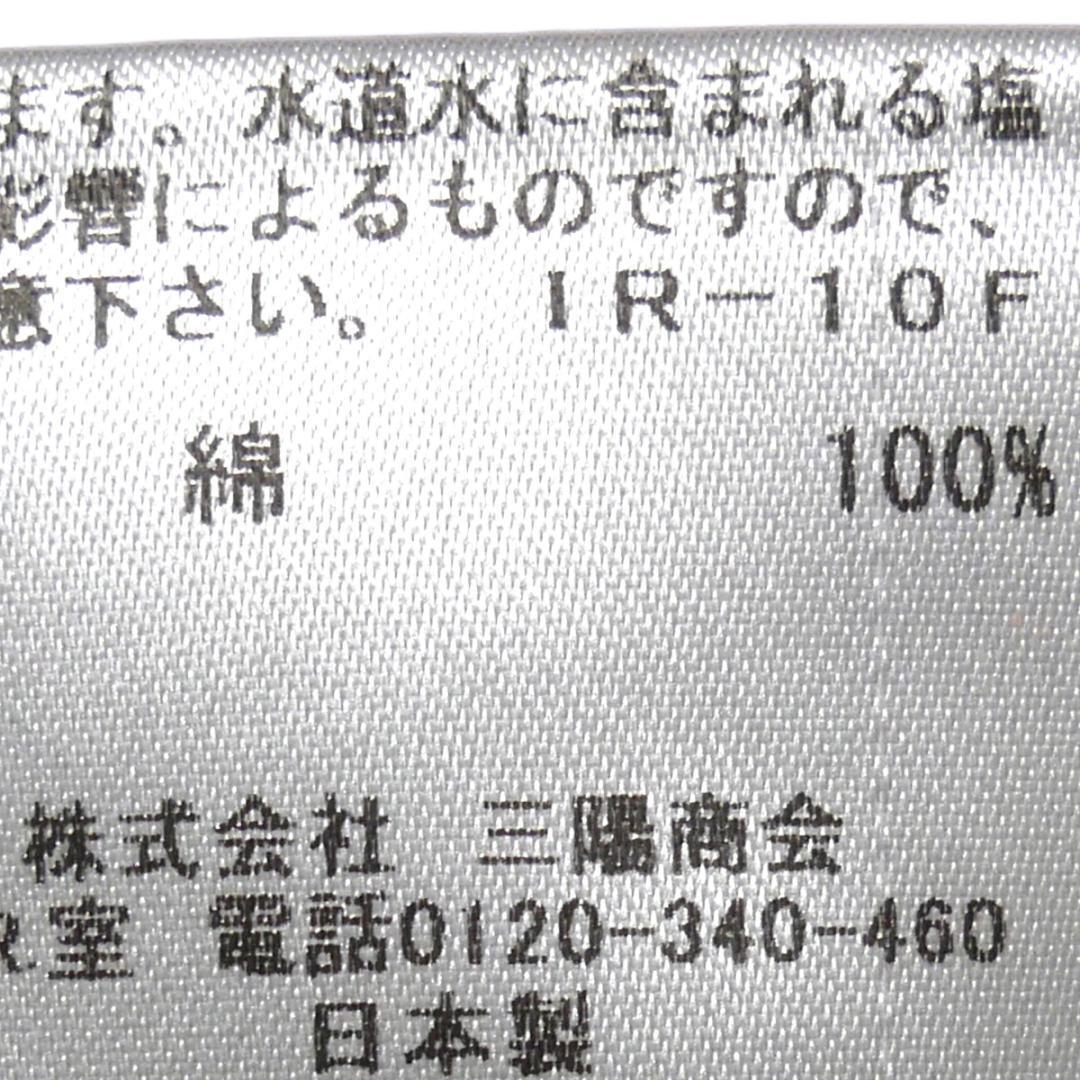 ます。水道水に含まれる塩
影響によるものですので、
意下さい。 IR－10F
綿 100%
株式会社 三陽商会
室 電話0120-340-460
日本製